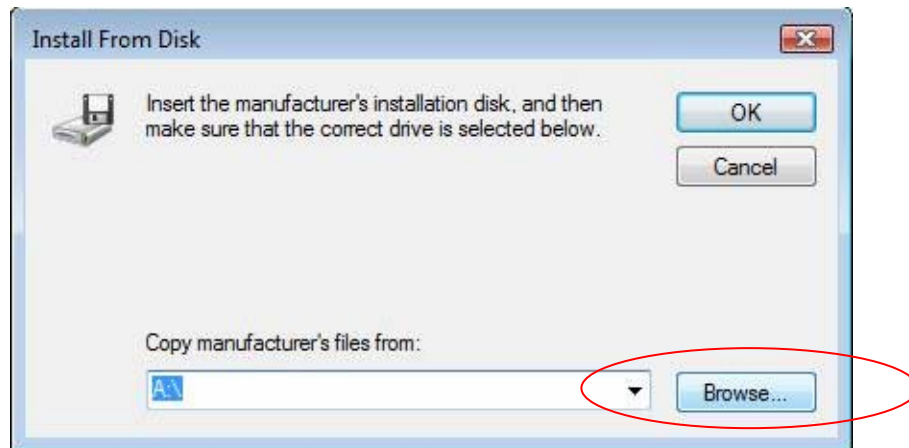 Install From Disk
Insert the manufacturer's installation disk, and then
make sure that the correct drive is selected below.
OK
Cancel
Copy manufacturer's files from:
A:\
Browse...